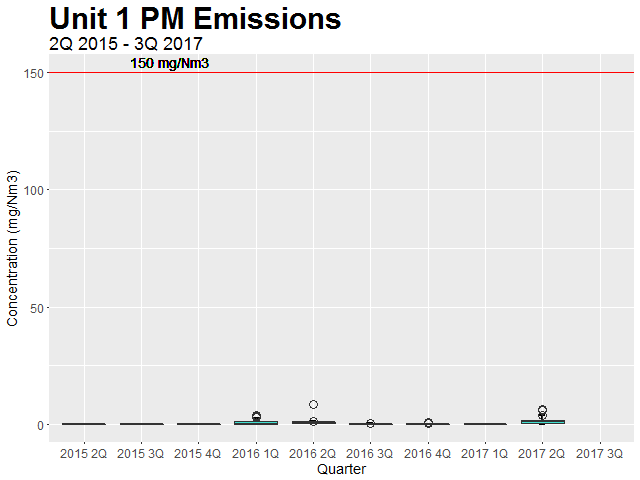 Unit 1 PM Emissions
2Q 2015 - 3Q 2017
150 mg/Nm3
150
100
50
0
Concentration (mg/Nm3)
2015 2Q 2015 3Q 2015 4Q 2016 1Q 2016 2Q 2016 3Q 2016 4Q 2017 1Q 2017 2Q 2017 3Q
Quarter